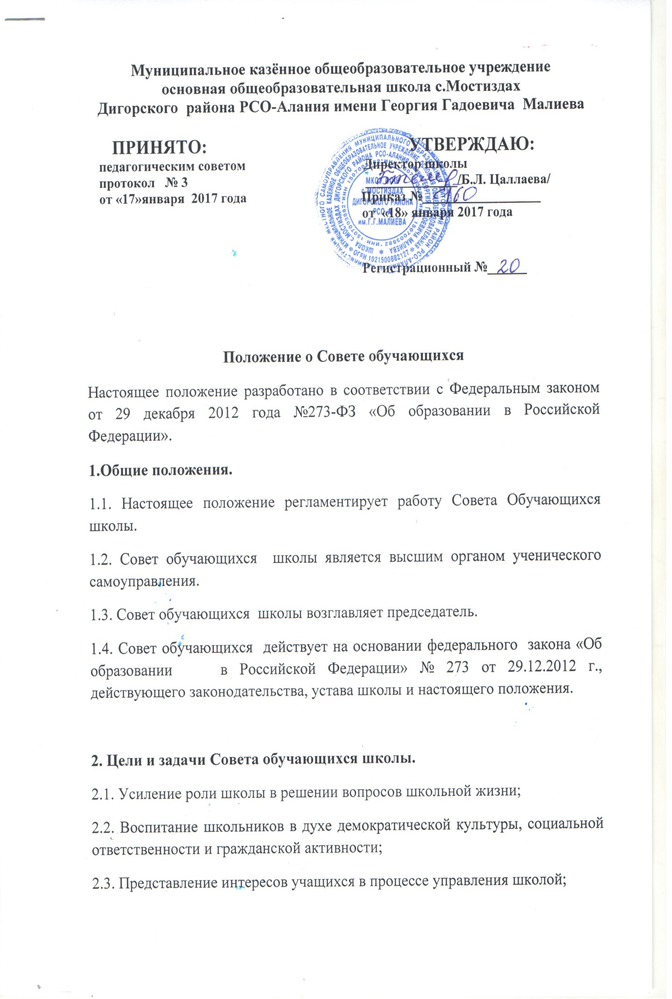 Муниципальное казённое общеобразовательное учреждение
основная общеобразовательная школа с.Мостиздах
Дигорского района РСО-Алания имени Георгия Гадоевича Малиева
ПРИНЯТО:
педагогическим советом
протокол № 3
от «17»января 2017 года
УТВЕРЖДАЮ:
Директор школы
/Б.Л. Цаллаева/
Приказ №
от «18» января 2017 года
Регистрационный № 20
с.МОСТИЗДАХ
ДИГОРСКОГО РАЙОНА
РСО-А
им.Г.Г.МАЛИЕВА
ОГРН 1021500882127
Положение о Совете обучающихся
Настоящее положение разработано в соответствии с Федеральным законом
от 29 декабря 2012 года №273-ФЗ «Об образовании в Российской
Федерации».
1.Общие положения.
1.1. Настоящее положение регламентирует работу Совета Обучающихся
школы.
1.2. Совет обучающихся школы является высшим органом ученического
самоуправления.
1.3. Совет обучающихся школы возглавляет председатель.
1.4. Совет обучающихся действует на основании федерального закона «Об
образовании в Российской Федерации» № 273 от 29.12.2012 г.,
действующего законодательства, устава школы и настоящего положения.
2. Цели и задачи Совета обучающихся школы.
2.1. Усиление роли школы в решении вопросов школьной жизни;
2.2. Воспитание школьников в духе демократической культуры, социальной
ответственности и гражданской активности;
2.3. Представление интересов учащихся в процессе управления школой;